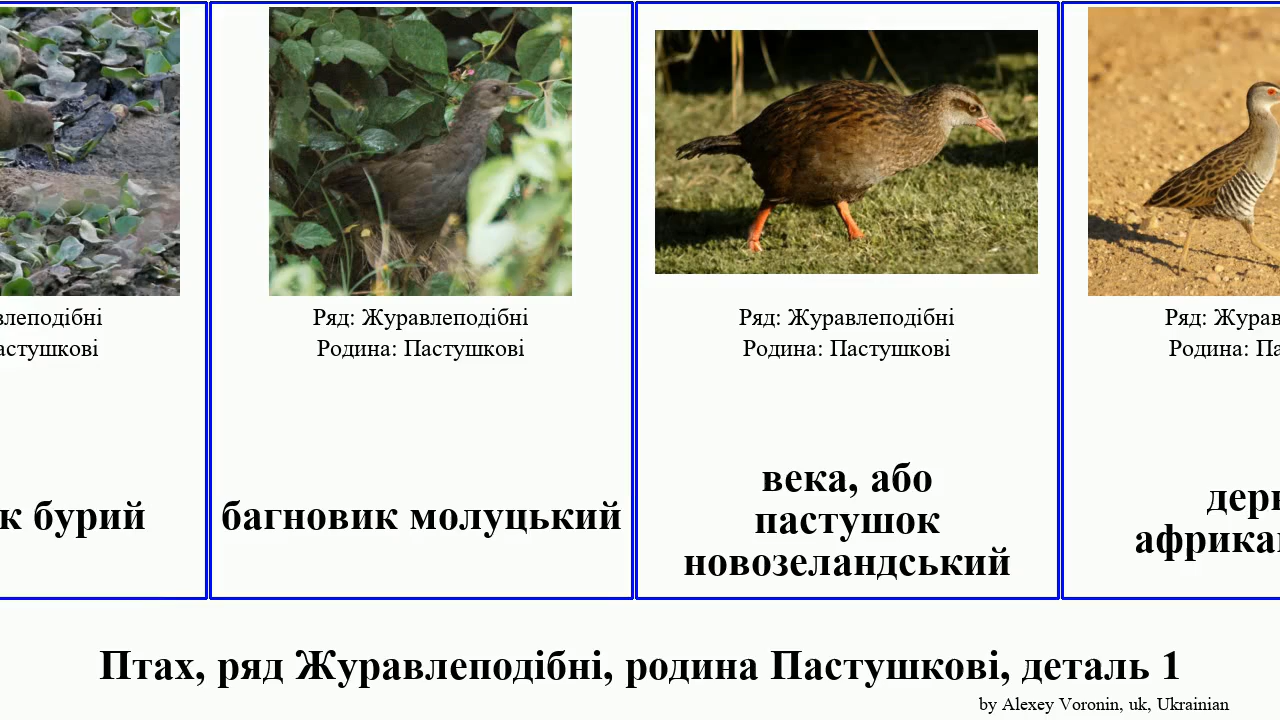 Ряд: Журавлеподібні
Родина: Пастушкові
к бурий
багновик молуцький
Ряд: Журавлеподібні
Родина: Пастушкові
века, або
пастушок
новозеландський
Птах, ряд Журавлеподібні, родина Пастушкові, деталь 1
by Alexey Voronin, uk, Ukrainian